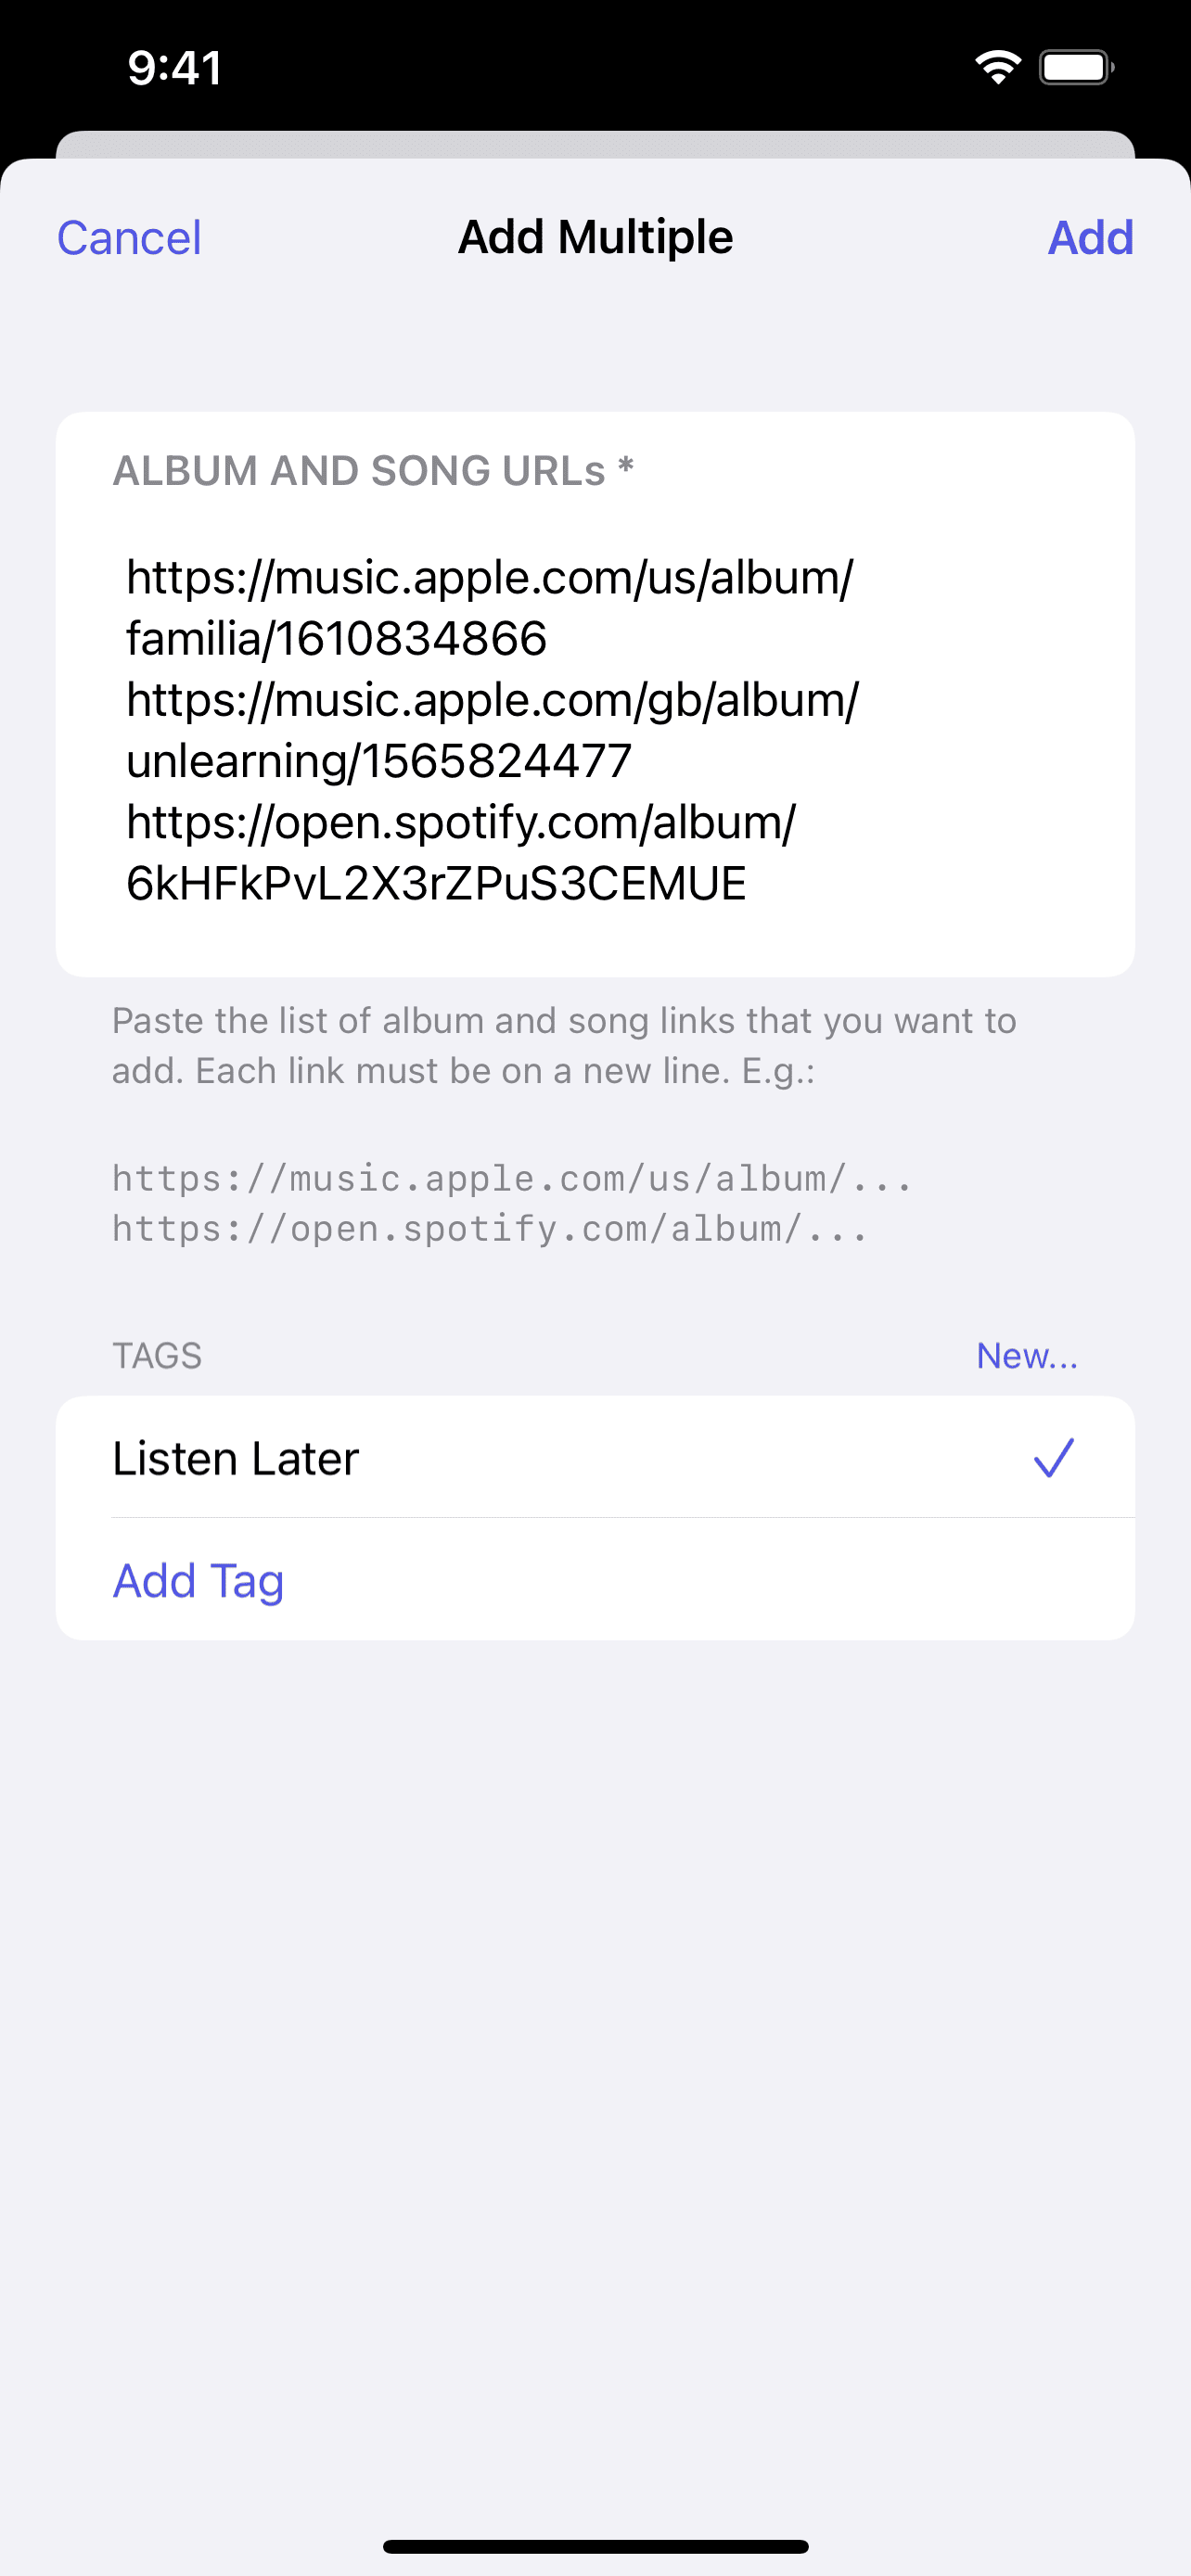 9:41
Cancel
Add Multiple
Add
ALBUM AND SONG URLs *
https://music.apple.com/us/album/
familia/1610834866
https://music.apple.com/gb/album/
unlearning/1565824477
https://open.spotify.com/album/
6kHFkPvL2X3rZPuS3CEMUE
Paste the list of album and song links that you want to
add. Each link must be on a new line. E.g.:
https://music.apple.com/us/album/...
https://open.spotify.com/album/...
TAGS
New...
Listen Later
Add Tag